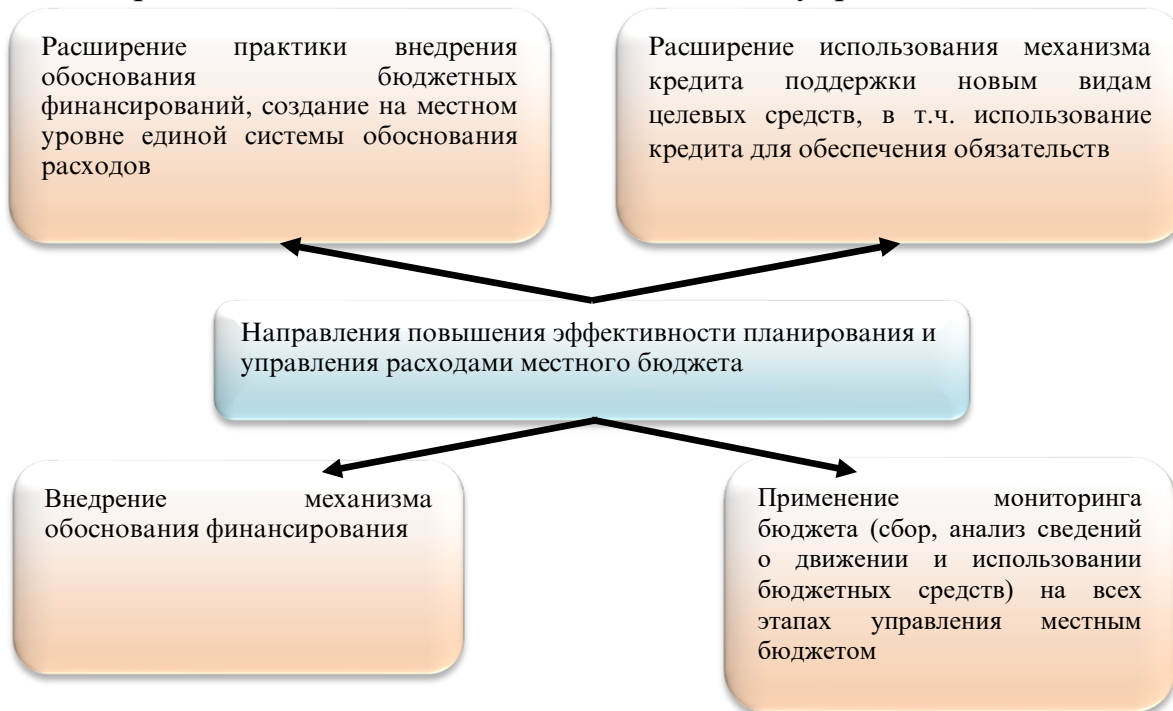 Расширение практики внедрения
обоснования бюджетных
финансирований, создание на местном
уровне единой системы обоснования
расходов
Расширение использования механизма
кредита поддержки новым видам
целевых средств, в т.ч. использование
кредита для обеспечения обязательств
Направления повышения эффективности планирования и
управления расходами местного бюджета
Внедрение механизма
обоснования финансирования
Применение мониторинга
бюджета (сбор, анализ сведений
о движении и использовании
бюджетных средств) на всех
этапах управления местным
бюджетом